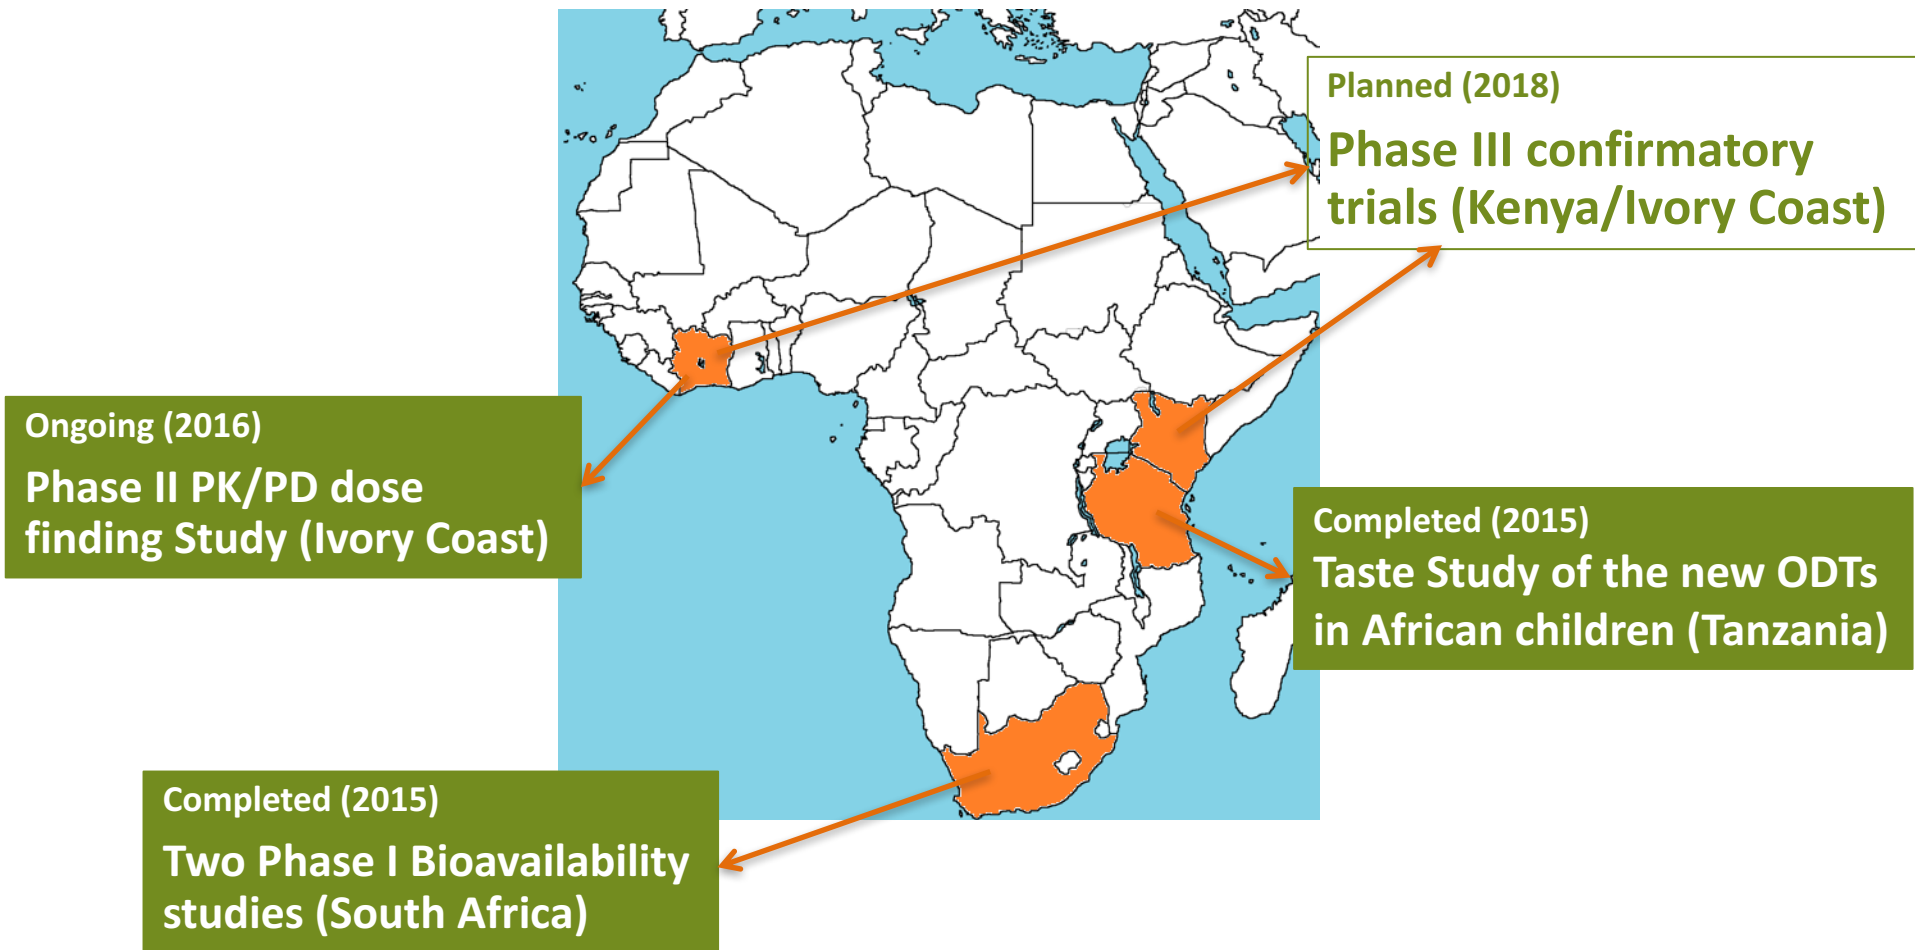 Planned (2018)
Phase III confirmatory
trials (Kenya/Ivory Coast)
Ongoing (2016)
Phase II PK/PD dose
finding Study (Ivory Coast)
Completed (2015)
Taste Study of the new ODTs
in African children (Tanzania)
Completed (2015)
Two Phase I Bioavailability
studies (South Africa)